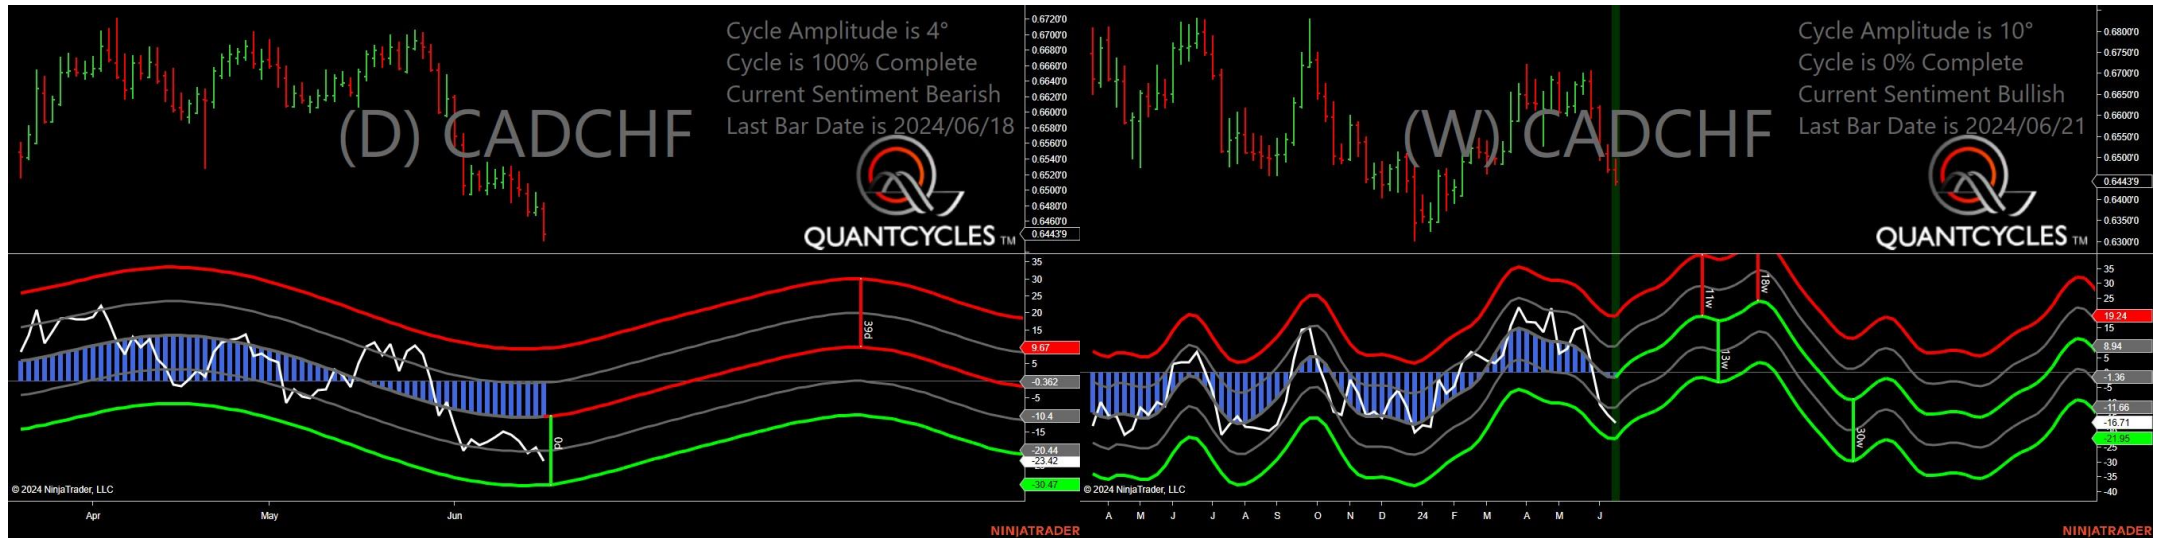 Cycle Amplitude is 4°
Cycle is 100% Complete
Current Sentiment Bearish
Last Bar Date is 2024/06/18
(D) CADCHF
QUANTCYCLES TM
0.6720'0
0.6700'0
0.6680'0
0.6660'0
0.6640'0
0.6620'0
0.6600'0
0.6580'0
0.6560'0
0.6540'0
0.6520'0
0.6500'0
0.6480'0
0.6460'0
0.6443'9
35
30
25
20
15
9.67
5
-0.362
-5
-10.4
-15
-20.44
-23.42
-30.47
39d
0d
© 2024 NinjaTrader, LLC
Apr May Jun
NINJATRADER
Cycle Amplitude is 10°
Cycle is 0% Complete
Current Sentiment Bullish
Last Bar Date is 2024/06/21
(W) CADCHF
QUANTCYCLES TM
0.6800'0
0.6750'0
0.6700'0
0.6650'0
0.6600'0
0.6550'0
0.6500'0
0.6443'9
0.6400'0
0.6350'0
0.6300'0
35
30
25
19.24
15
8.94
5
-1.36
-5
-11.66
-16.71
-21.95
-25
-30
-35
-40
11w
18w
13w
30w
© 2024 NinjaTrader, LLC
A M J J A S O N D 24 F M A M J
NINJATRADER